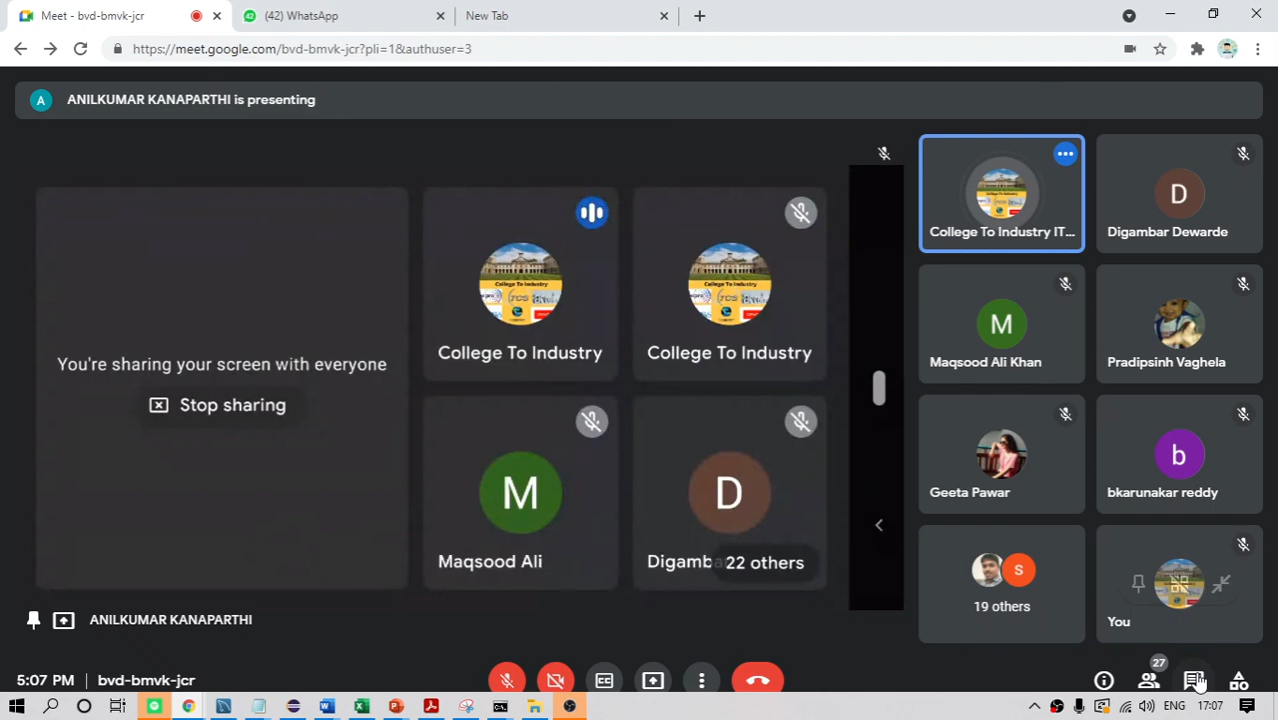 Meet - bvd-bmvk-jcr
(42) WhatsApp
New Tab
https://meet.google.com/bvd-bmvk-jcr?pli=1&authuser=3
A
ANILKUMAR KANAPARTHI is presenting
You're sharing your screen with everyone
Stop sharing
College To Industry
College To Industry
M
Maqsood Ali
D
Digamba
22 others
College To Industry IT...
D
Digambar Dewarde
M
Maqsood Ali Khan
Pradipsinh Vaghela
Geeta Pawar
b
bkarunakar reddy
S
19 others
You
ANILKUMAR KANAPARTHI
5:07 PM
bvd-bmvk-jcr
27
ENG
17:07